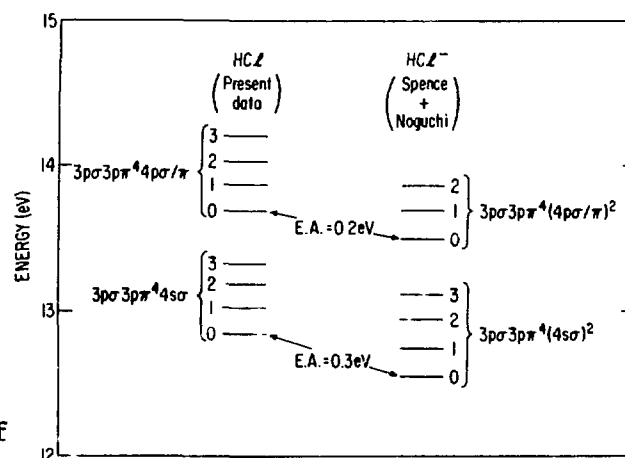 15
HCℓ
(Present data)
HCℓ⁻
(Spence + Noguchi)
14
3pσ3pπ⁴4pσ/π
3
2
1
0
2
1
0
3pσ3pπ⁴(4pσ/π)²
E.A.=0.2eV
ENERGY (eV)
13
3pσ3pπ⁴4sσ
3
2
1
0
3
2
1
0
3pσ3pπ⁴(4sσ)²
E.A.=0.3eV
12
f